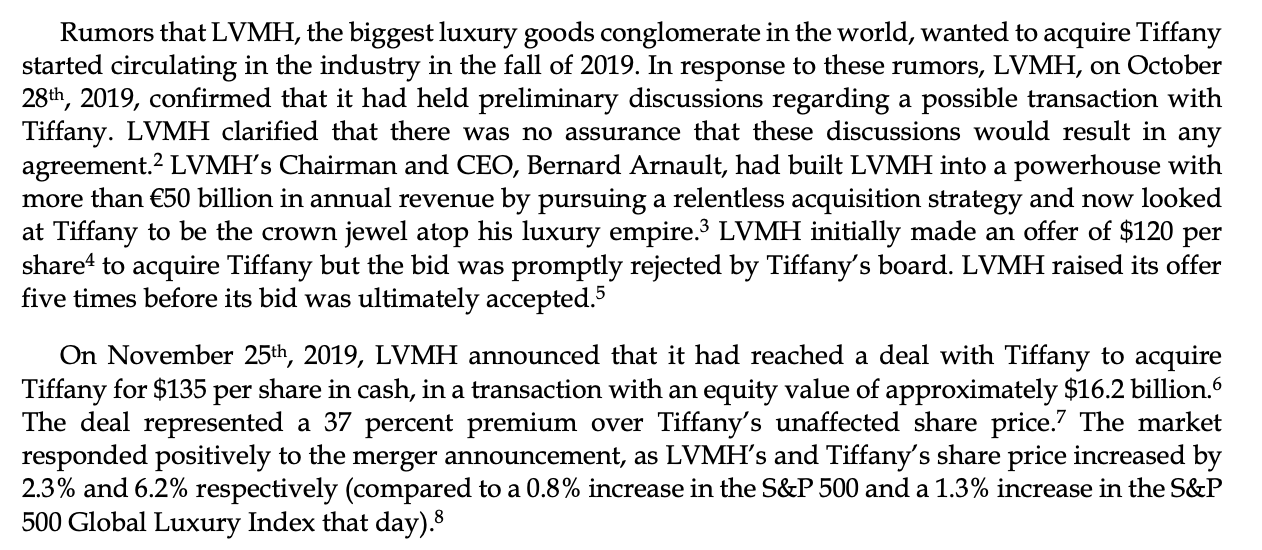 Rumors that LVMH, the biggest luxury goods conglomerate in the world, wanted to acquire Tiffany
started circulating in the industry in the fall of 2019. In response to these rumors, LVMH, on October
28th, 2019, confirmed that it had held preliminary discussions regarding a possible transaction with
Tiffany. LVMH clarified that there was no assurance that these discussions would result in any
agreement.² LVMH’s Chairman and CEO, Bernard Arnault, had built LVMH into a powerhouse with
more than €50 billion in annual revenue by pursuing a relentless acquisition strategy and now looked
at Tiffany to be the crown jewel atop his luxury empire.³ LVMH initially made an offer of $120 per
share⁴ to acquire Tiffany but the bid was promptly rejected by Tiffany’s board. LVMH raised its offer
five times before its bid was ultimately accepted.⁵
On November 25th, 2019, LVMH announced that it had reached a deal with Tiffany to acquire
Tiffany for $135 per share in cash, in a transaction with an equity value of approximately $16.2 billion.⁶
The deal represented a 37 percent premium over Tiffany’s unaffected share price.⁷ The market
responded positively to the merger announcement, as LVMH’s and Tiffany’s share price increased by
2.3% and 6.2% respectively (compared to a 0.8% increase in the S&P 500 and a 1.3% increase in the S&P
500 Global Luxury Index that day).⁸